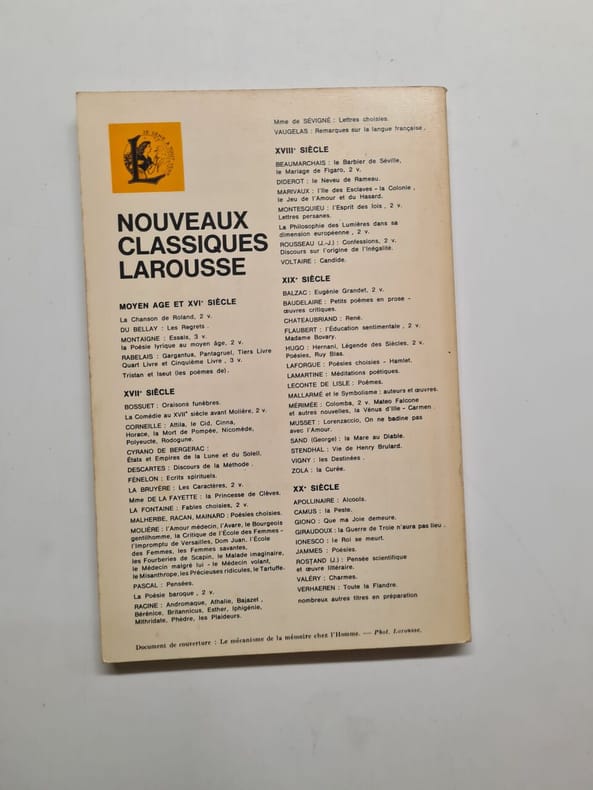 JE SÈME A TOUT VENT
NOUVEAUX
CLASSIQUES
LAROUSSE
MOYEN AGE ET XVIe SIÈCLE
La Chanson de Roland, 2 v.
DU BELLAY : Les Regrets.
MONTAIGNE : Essais, 3 v.
la Poésie lyrique au moyen âge, 2 v.
RABELAIS : Gargantua, Pantagruel, Tiers Livre
Quart Livre et Cinquième Livre , 3 v.
Tristan et Iseut (les poèmes de).
XVIIe SIÈCLE
BOSSUET : Oraisons funèbres.
La Comédie au XVIIe siècle avant Molière, 2 v.
CORNEILLE : Attila, le Cid, Cinna,
Horace, la Mort de Pompée, Nicomède,
Polyeucte, Rodogune.
CYRANO DE BERGERAC :
États et Empires de la Lune et du Soleil,
DESCARTES : Discours de la Méthode .
FÉNELON : Ecrits spirituels.
LA BRUYÈRE : Les Caractères, 2 v.
Mme DE LA FAYETTE : la Princesse de Clèves,
LA FONTAINE : Fables choisies, 2 v.
MALHERBE, RACAN, MAINARD : Poésies choisies.
MOLIÈRE : l'Amour médecin, l'Avare, le Bourgeois
gentilhomme, la Critique de l'École des Femmes -
l'Impromptu de Versailles, Dom Juan, l'École
des Femmes, les Femmes savantes,
les Fourberies de Scapin, le Malade imaginaire,
le Médecin malgré lui - le Médecin volant,
le Misanthrope, les Précieuses ridicules, le Tartuffe.
PASCAL : Pensées.
La Poésie baroque , 2 v.
RACINE : Andromaque, Athalie, Bajazet ,
Bérénice, Britannicus, Esther, Iphigénie,
Mithridate, Phèdre, les Plaideurs.
Mme de SÉVIGNÉ : Lettres choisies.
VAUGELAS : Remarques sur la langue française .
XVIIIe SIÈCLE
BEAUMARCHAIS : le Barbier de Séville,
le Mariage de Figaro, 2 v.
DIDEROT : le Neveu de Rameau.
MARIVAUX : l'Ile des Esclaves - la Colonie ,
le Jeu de l'Amour et du Hasard.
MONTESQUIEU : l'Esprit des lois , 2 v.
Lettres persanes.
La Philosophie des Lumières dans sa
dimension européenne , 2 v.
ROUSSEAU (J.-J.) : Confessions, 2 v.
Discours sur l'origine de l'Inégalité.
VOLTAIRE : Candide.
XIXe SIÈCLE
BALZAC : Eugénie Grandet, 2 v.
BAUDELAIRE : Petits poèmes en prose -
œuvres critiques.
CHATEAUBRIAND : René.
FLAUBERT : l'Éducation sentimentale , 2 v.
Madame Bovary.
HUGO : Hernani, Légende des Siècles, 2 v.
Poésies, Ruy Blas.
LAFORGUE : Poésies choisies - Hamlet.
LAMARTINE : Méditations poétiques.
LECONTE DE LISLE : Poèmes.
MALLARMÉ et le Symbolisme : auteurs et œuvres.
MÉRIMÉE : Colomba, 2 v. Mateo Falcone
et autres nouvelles, la Vénus d'Ille - Carmen .
MUSSET : Lorenzaccio, On ne badine pas
avec l'Amour.
SAND (George) : la Mare au Diable.
STENDHAL : Vie de Henry Brulard.
VIGNY : les Destinées .
ZOLA : la Curée.
XXe SIÈCLE
APOLLINAIRE : Alcools.
CAMUS : la Peste.
GIONO : Que ma Joie demeure.
GIRAUDOUX : la Guerre de Troie n'aura pas lieu .
IONESCO : le Roi se meurt.
JAMMES : Poésies.
ROSTAND (J.) : Pensée scientifique
et œuvre littéraire.
VALÉRY : Charmes.
VERHAEREN : Toute la Flandre.
nombreux autres titres en préparation
Document de couverture : Le mécanisme de la mémoire chez l'Homme. — Phot. Larousse.